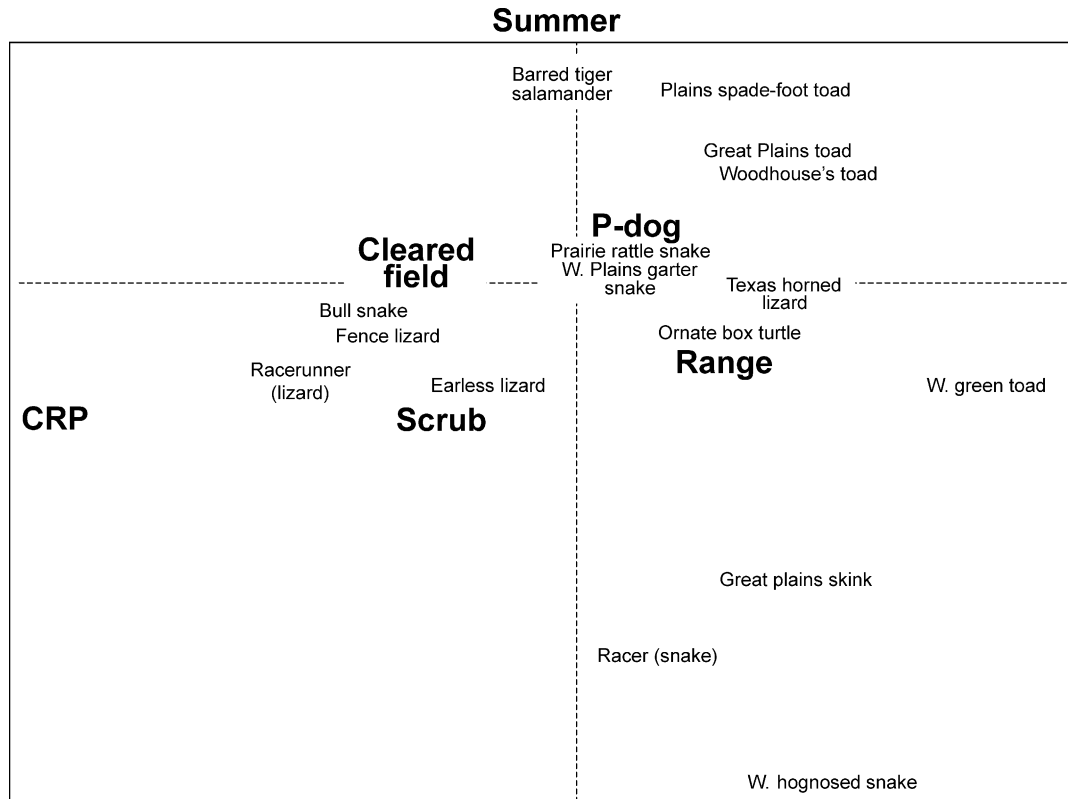 Summer
Barred tiger
salamander
Plains spade-foot toad
Great Plains toad
Woodhouse's toad
P-dog
Cleared
field
Prairie rattle snake
W. Plains garter
snake
Texas horned
lizard
Bull snake
Fence lizard
Ornate box turtle
Range
Racerunner
(lizard)
Earless lizard
W. green toad
CRP
Scrub
Great plains skink
Racer (snake)
W. hognosed snake